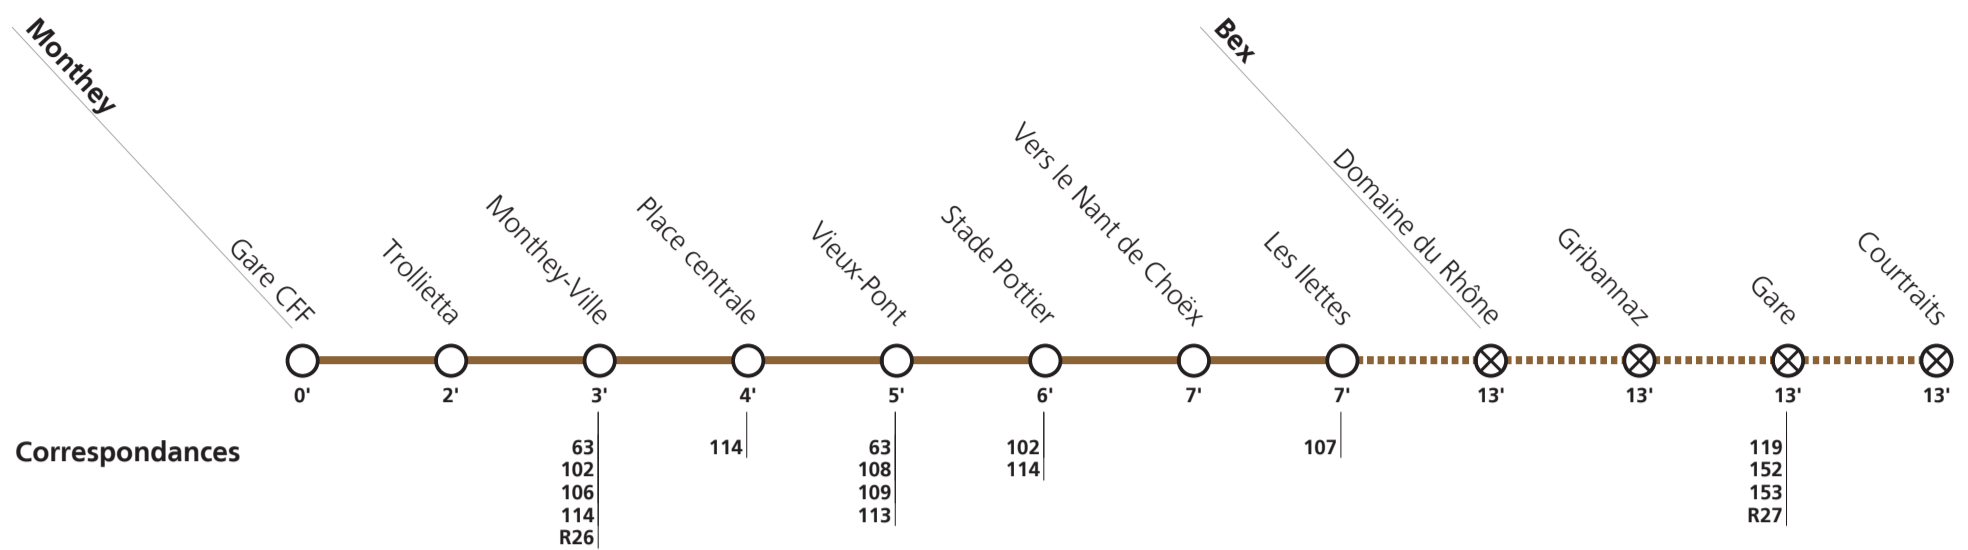 Monthey
Gare CFF
Trollietta
Monthey-Ville
Place centrale
Vieux-Pont
Stade Pottier
Vers le Nant de Choëx
Les Ilettes
Bex
Domaine du Rhône
Gribannaz
Gare
Courtraits
0' 2' 3' 4' 5' 6' 7' 7' 13' 13' 13' 13'
Correspondances
63
102
106
114
R26
114
63
108
109
113
102
114
107
119
152
153
R27